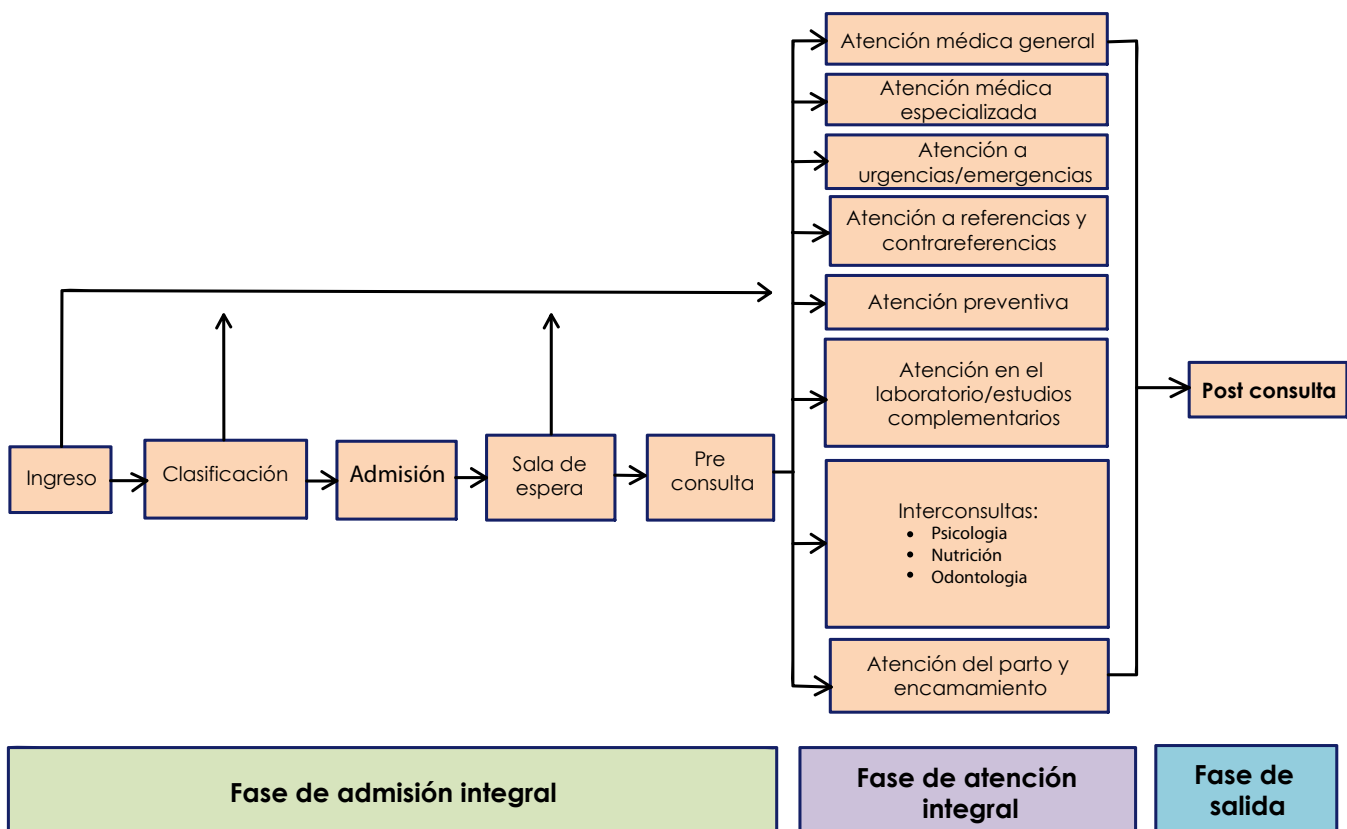 Atención médica general
Atención médica
especializada
Atención a
urgencias/emergencias
Atención a referencias y
contrareferencias
Atención preventiva
Atención en el
laboratorio/estudios
complementarios
Interconsultas:
• Psicologia
• Nutrición
• Odontologia
Atención del parto y
encamamiento
Ingreso
Clasificación
Admisión
Sala de
espera
Pre
consulta
Post consulta
Fase de admisión integral
Fase de atención
integral
Fase de
salida